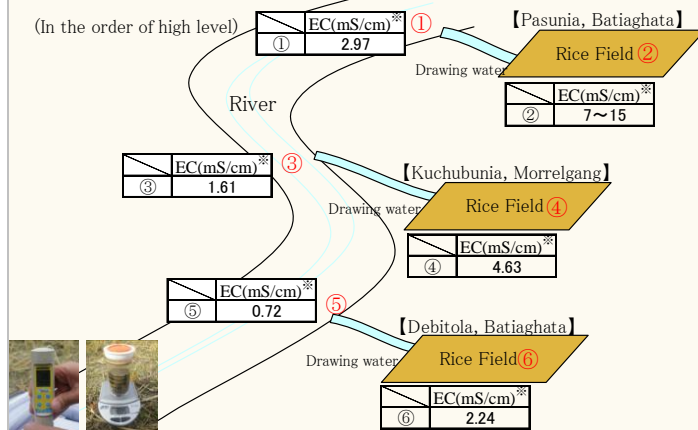 (In the order of high level)
EC(mS/cm)※
① 2.97
①
【Pasunia, Batiaghata】
Rice Field②
Drawing water
EC(mS/cm)※
② 7～15
River
EC(mS/cm)※
③ 1.61
③
【Kuchubunia, Morrelgang】
Drawing water
Rice Field④
EC(mS/cm)※
④ 4.63
EC(mS/cm)※
⑤ 0.72
⑤
【Debitola, Batiaghata】
Drawing water
Rice Field⑥
EC(mS/cm)※
⑥ 2.24